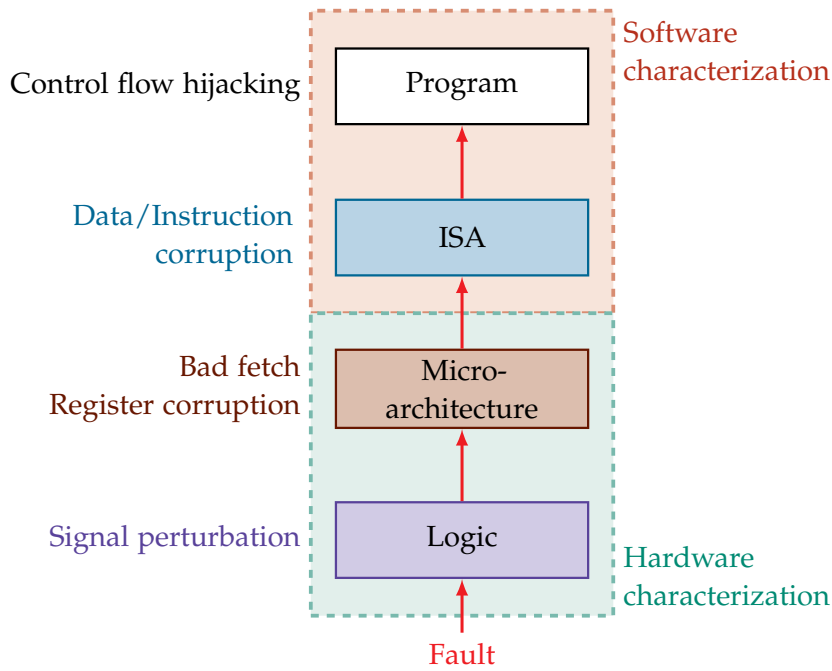 Software
characterization
Control flow hijacking
Program
Data/Instruction
corruption
ISA
Bad fetch
Register corruption
Micro-
architecture
Signal perturbation
Logic
Hardware
characterization
Fault